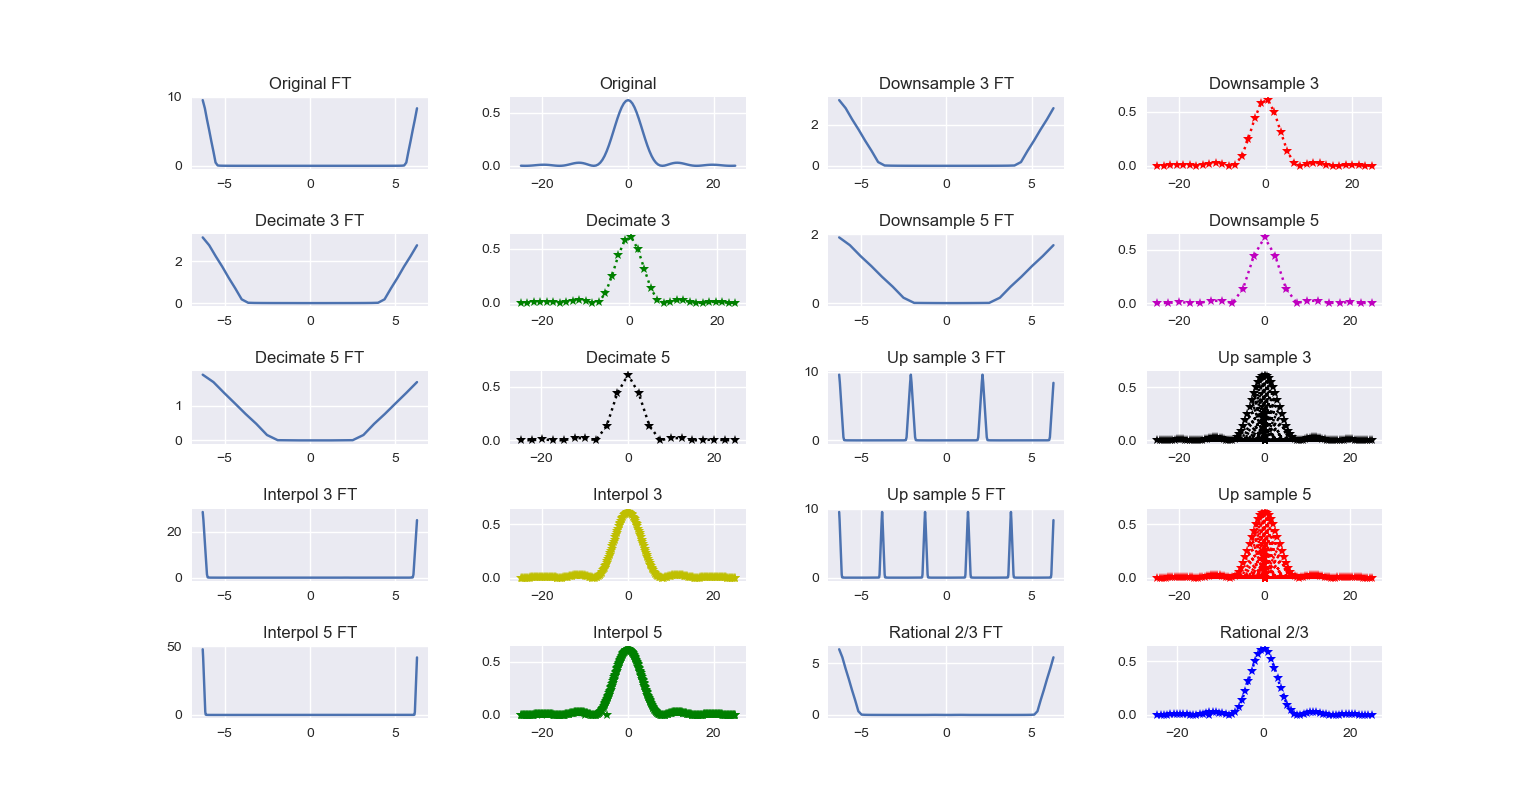 Original FT
10
0
−5 0 5
Original
0.5
0.0
−20 0 20
Downsample 3 FT
2
0
−5 0 5
Downsample 3
0.5
0.0
−20 0 20
Decimate 3 FT
2
0
−5 0 5
Decimate 3
0.5
0.0
−20 0 20
Downsample 5 FT
2
0
−5 0 5
Downsample 5
0.5
0.0
−20 0 20
Decimate 5 FT
1
0
−5 0 5
Decimate 5
0.5
0.0
−20 0 20
Up sample 3 FT
10
0
−5 0 5
Up sample 3
0.5
0.0
−20 0 20
Interpol 3 FT
20
0
−5 0 5
Interpol 3
0.5
0.0
−20 0 20
Up sample 5 FT
10
0
−5 0 5
Up sample 5
0.5
0.0
−20 0 20
Interpol 5 FT
50
0
−5 0 5
Interpol 5
0.5
0.0
−20 0 20
Rational 2/3 FT
5
0
−5 0 5
Rational 2/3
0.5
0.0
−20 0 20